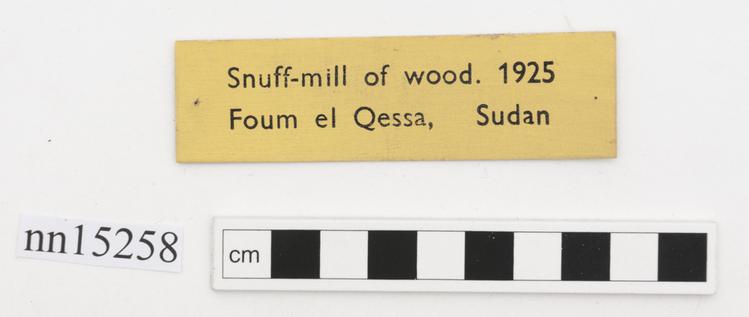 Snuff-mill of wood. 1925
Foum el Qessa, Sudan
nn15258
cm